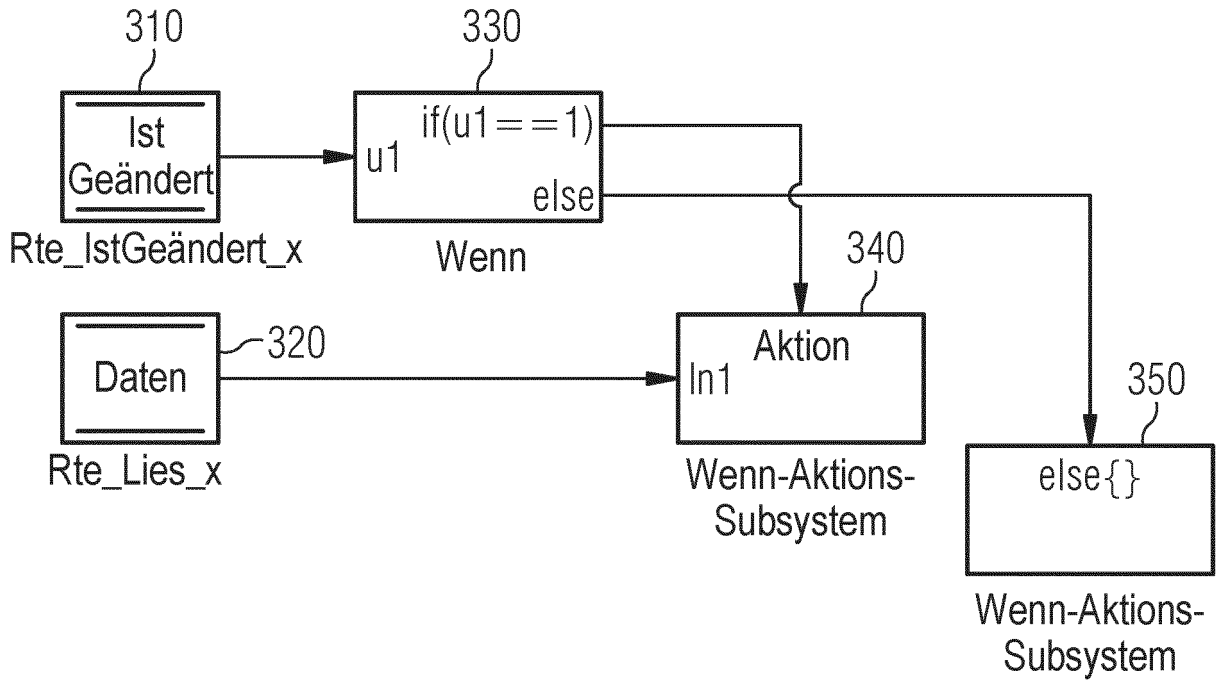 310
330
Ist
Geändert
u1
if(u1==1)
else
Rte_IstGeändert_x
Wenn
340
320
Daten
Aktion
In1
Rte_Lies_x
350
Wenn-Aktions-
Subsystem
else{}
Wenn-Aktions-
Subsystem